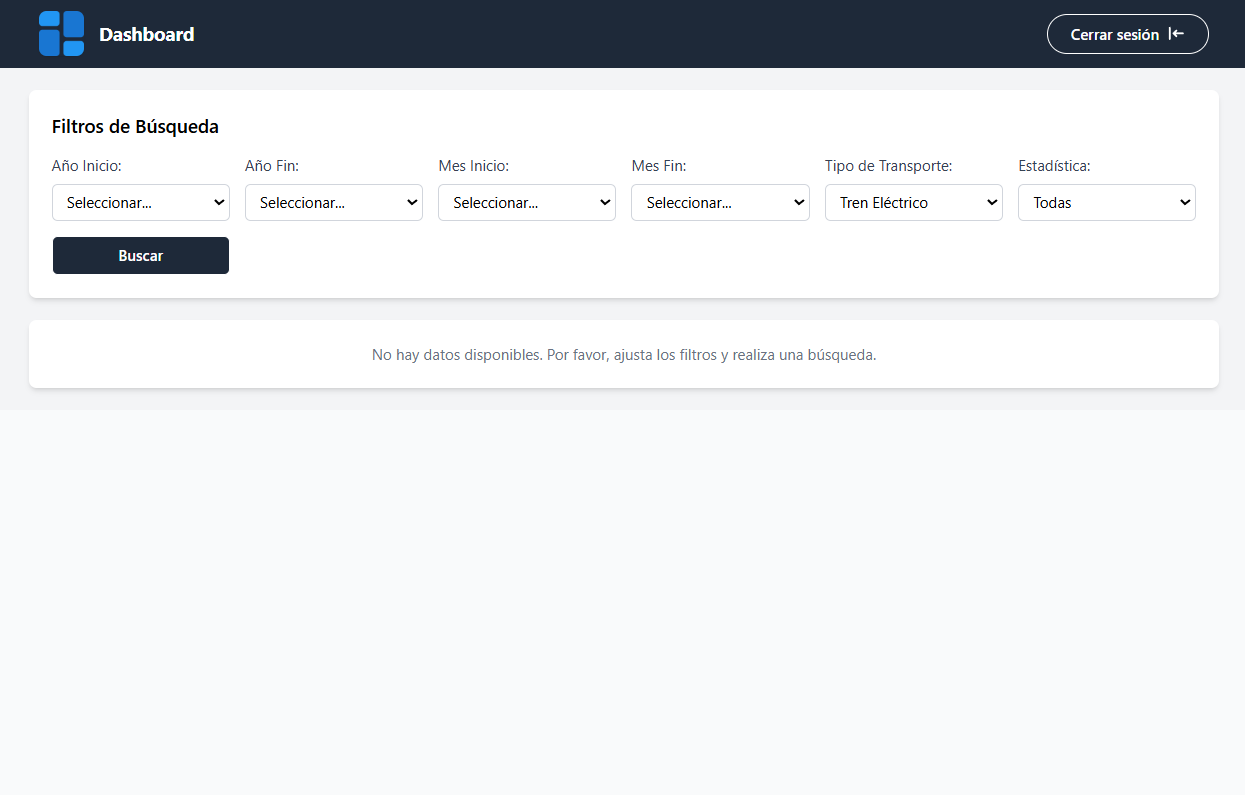 Dashboard
Cerrar sesión
Filtros de Búsqueda
Año Inicio: Año Fin: Mes Inicio: Mes Fin: Tipo de Transporte: Estadística:
Seleccionar... Seleccionar... Seleccionar... Seleccionar... Tren Eléctrico Todas
Buscar
No hay datos disponibles. Por favor, ajusta los filtros y realiza una búsqueda.